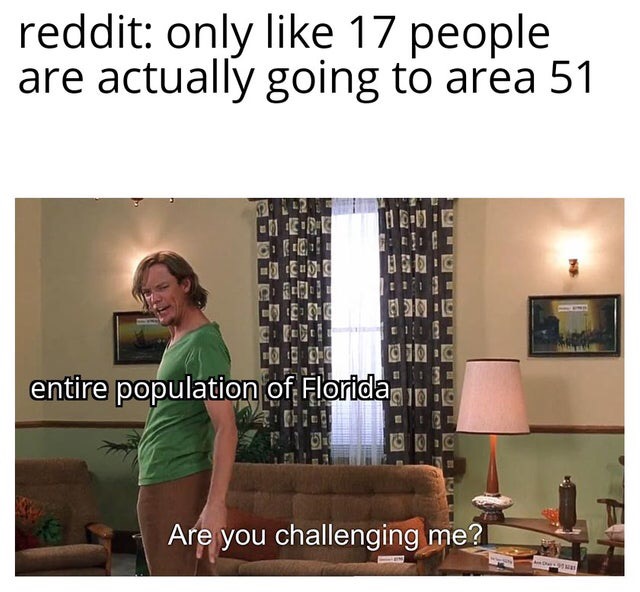 reddit: only like 17 people
are actually going to area 51
entire population of Florida
Are you challenging me?